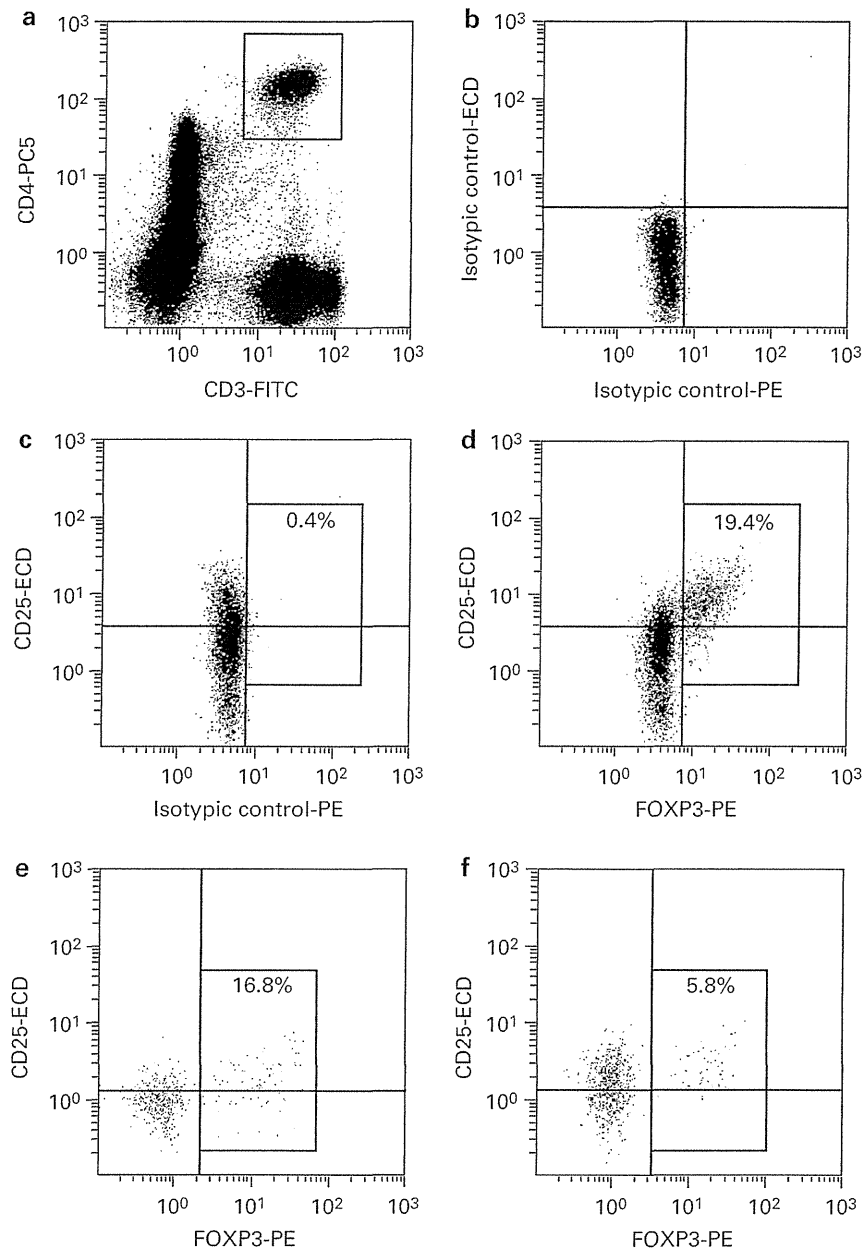 a
10³
10²
10¹
10⁰
CD4-PC5
10⁰ 10¹ 10² 10³
CD3-FITC
b
10³
10²
10¹
10⁰
Isotypic control-ECD
10⁰ 10¹ 10² 10³
Isotypic control-PE
c
10³
10²
10¹
10⁰
CD25-ECD
0.4%
10⁰ 10¹ 10² 10³
Isotypic control-PE
d
10³
10²
10¹
10⁰
CD25-ECD
19.4%
10⁰ 10¹ 10² 10³
FOXP3-PE
e
10³
10²
10¹
10⁰
CD25-ECD
16.8%
10⁰ 10¹ 10² 10³
FOXP3-PE
f
10³
10²
10¹
10⁰
CD25-ECD
5.8%
10⁰ 10¹ 10² 10³
FOXP3-PE